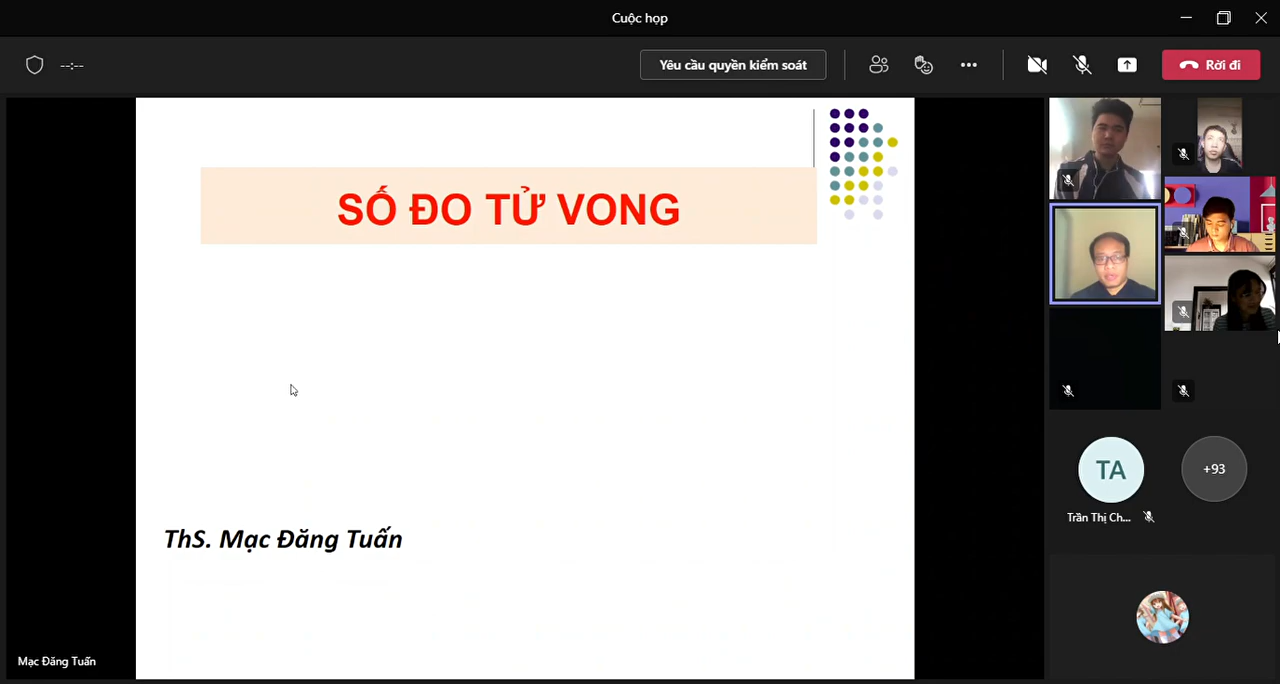 Cuộc họp
--:--
Yêu cầu quyền kiểm soát
Rời đi
SỐ ĐO TỬ VONG
ThS. Mạc Đăng Tuấn
Mạc Đăng Tuấn
TA
Trần Thị Ch...
+93